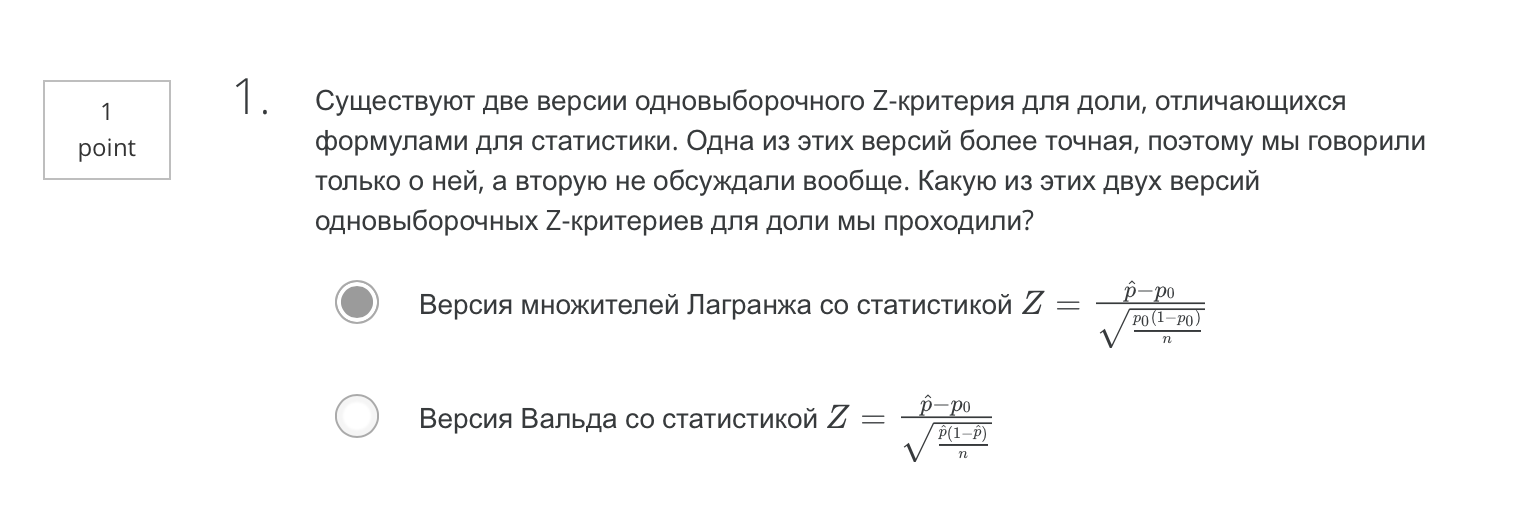 1
point
1.
Существуют две версии одновыборочного Z-критерия для доли, отличающихся
формулами для статистики. Одна из этих версий более точная, поэтому мы говорили
только о ней, а вторую не обсуждали вообще. Какую из этих двух версий
одновыборочных Z-критериев для доли мы проходили?
Версия множителей Лагранжа со статистикой $Z = \frac{\hat{p}-p_0}{\sqrt{\frac{p_0(1-p_0)}{n}}}$
Версия Вальда со статистикой $Z = \frac{\hat{p}-p_0}{\sqrt{\frac{\hat{p}(1-\hat{p})}{n}}}$